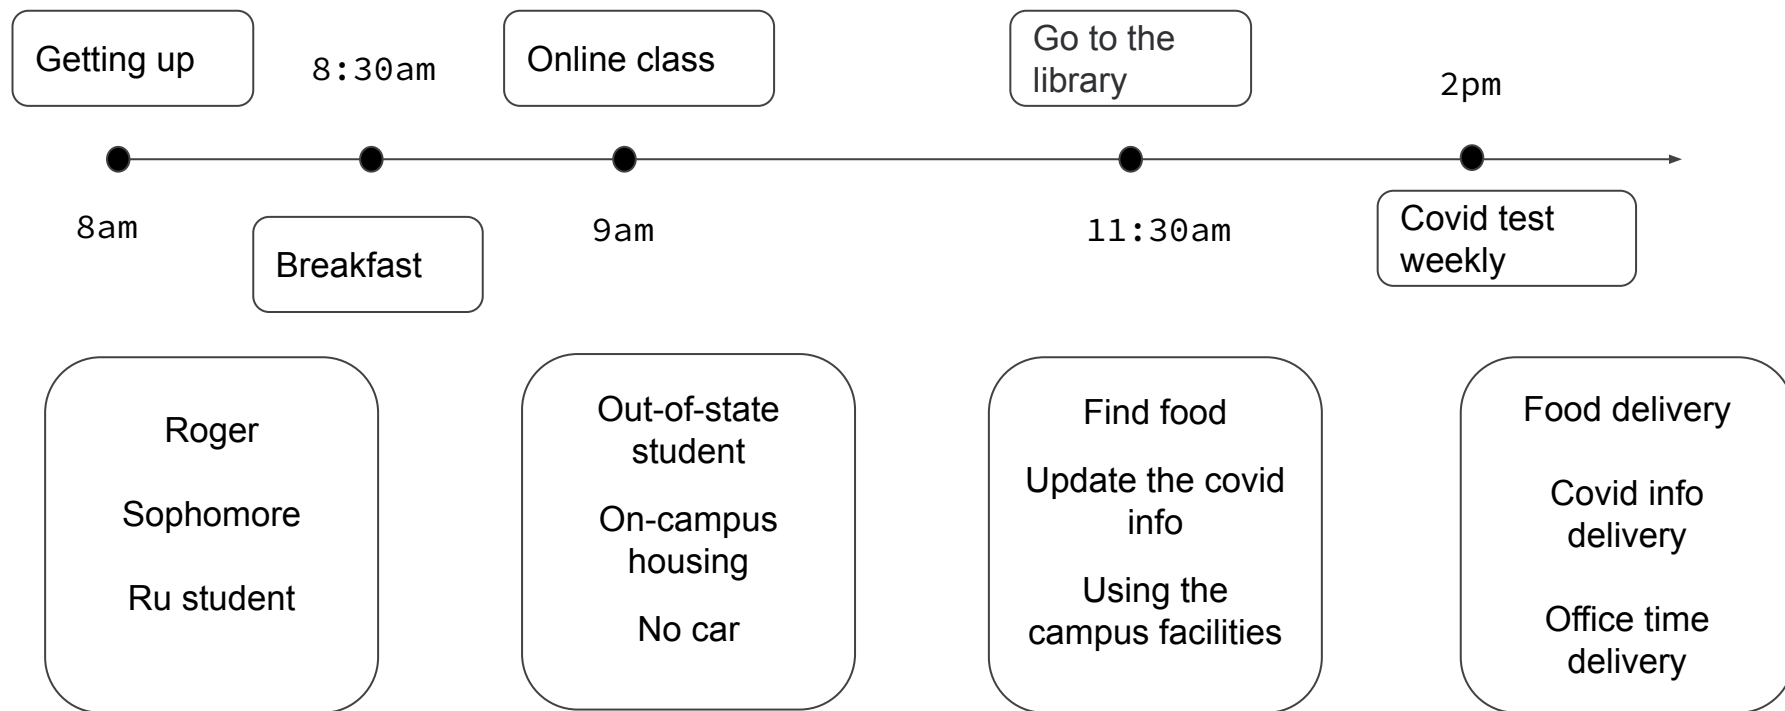 Getting up
8:30am
Online class
Go to the
library
2pm
8am
Breakfast
9am
11:30am
Covid test
weekly
Roger
Sophomore
Ru student
Out-of-state
student
On-campus
housing
No car
Find food
Update the covid
info
Using the
campus facilities
Food delivery
Covid info
delivery
Office time
delivery